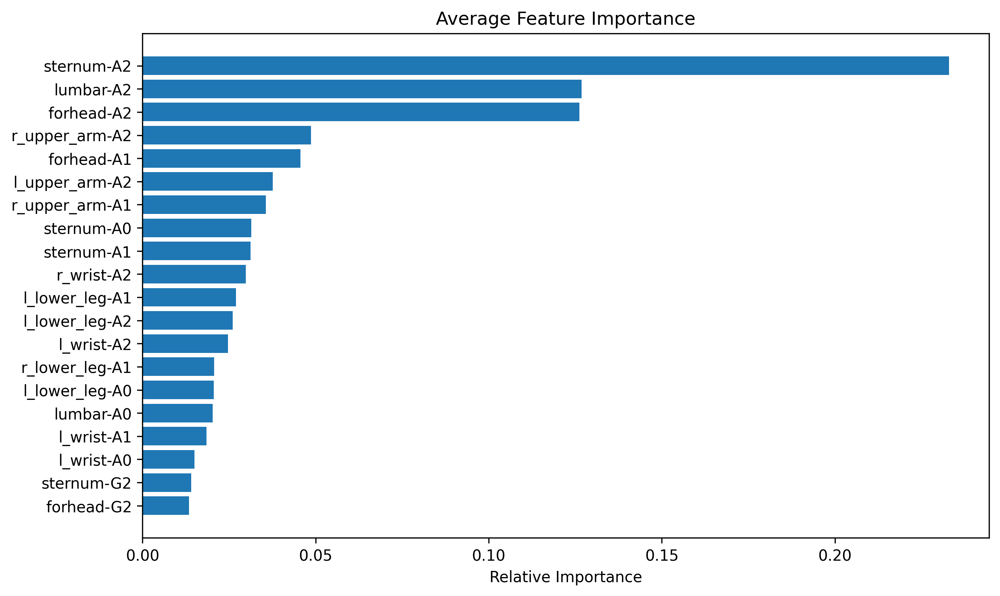 Average Feature Importance
sternum-A2
lumbar-A2
forhead-A2
r_upper_arm-A2
forhead-A1
l_upper_arm-A2
r_upper_arm-A1
sternum-A0
sternum-A1
r_wrist-A2
l_lower_leg-A1
l_lower_leg-A2
l_wrist-A2
r_lower_leg-A1
l_lower_leg-A0
lumbar-A0
l_wrist-A1
l_wrist-A0
sternum-G2
forhead-G2
0.00 0.05 0.10 0.15 0.20
Relative Importance